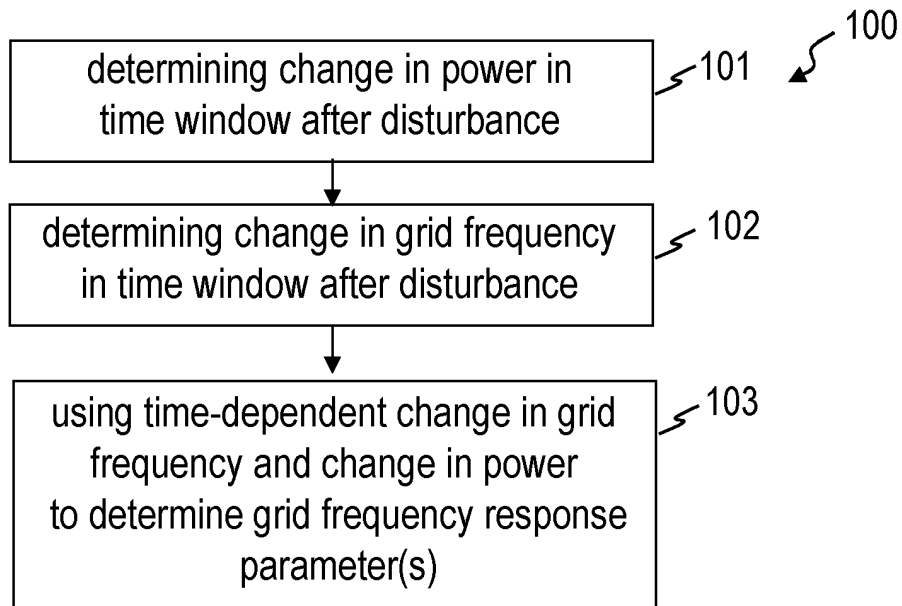 100
determining change in power in
time window after disturbance
101
determining change in grid frequency
in time window after disturbance
102
using time-dependent change in grid
frequency and change in power
to determine grid frequency response
parameter(s)
103